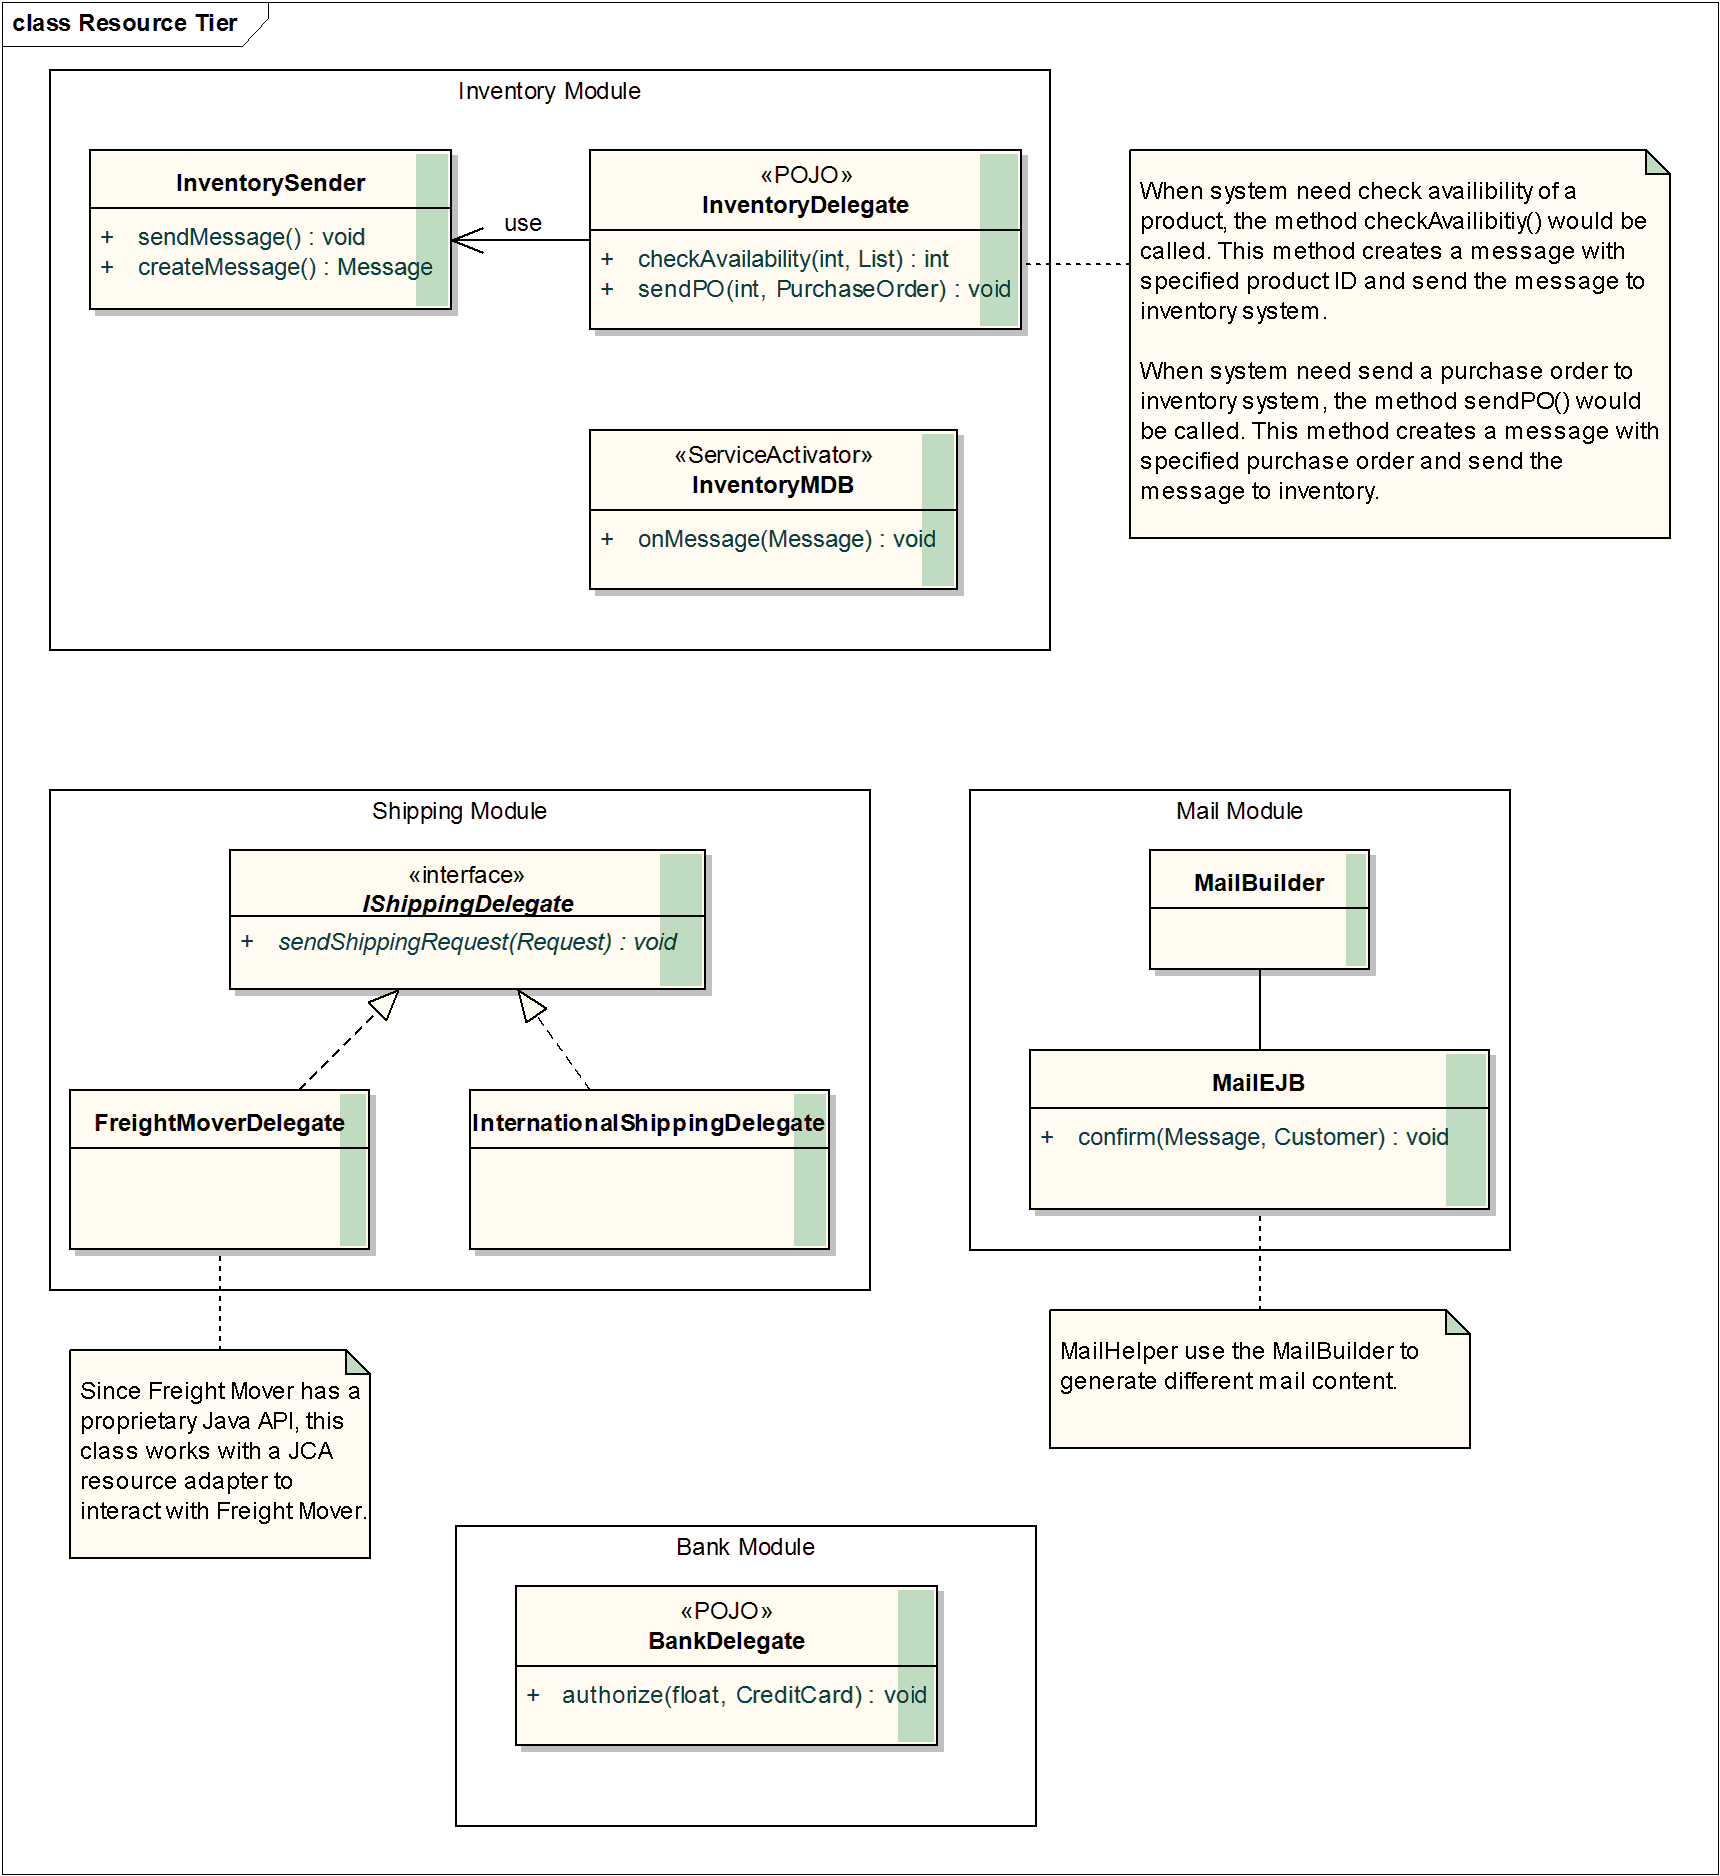 class Resource Tier
Inventory Module
InventorySender
+ sendMessage() : void
+ createMessage() : Message
use
«POJO»
InventoryDelegate
+ checkAvailability(int, List) : int
+ sendPO(int, PurchaseOrder) : void
When system need check availibility of a
product, the method checkAvailibitiy() would be
called. This method creates a message with
specified product ID and send the message to
inventory system.
When system need send a purchase order to
inventory system, the method sendPO() would
be called. This method creates a message with
specified purchase order and send the
message to inventory.
«ServiceActivator»
InventoryMDB
+ onMessage(Message) : void
Shipping Module
«interface»
IShippingDelegate
+ sendShippingRequest(Request) : void
FreightMoverDelegate
InternationalShippingDelegate
Since Freight Mover has a
proprietary Java API, this
class works with a JCA
resource adapter to
interact with Freight Mover.
Mail Module
MailBuilder
MailEJB
+ confirm(Message, Customer) : void
MailHelper use the MailBuilder to
generate different mail content.
Bank Module
«POJO»
BankDelegate
+ authorize(float, CreditCard) : void